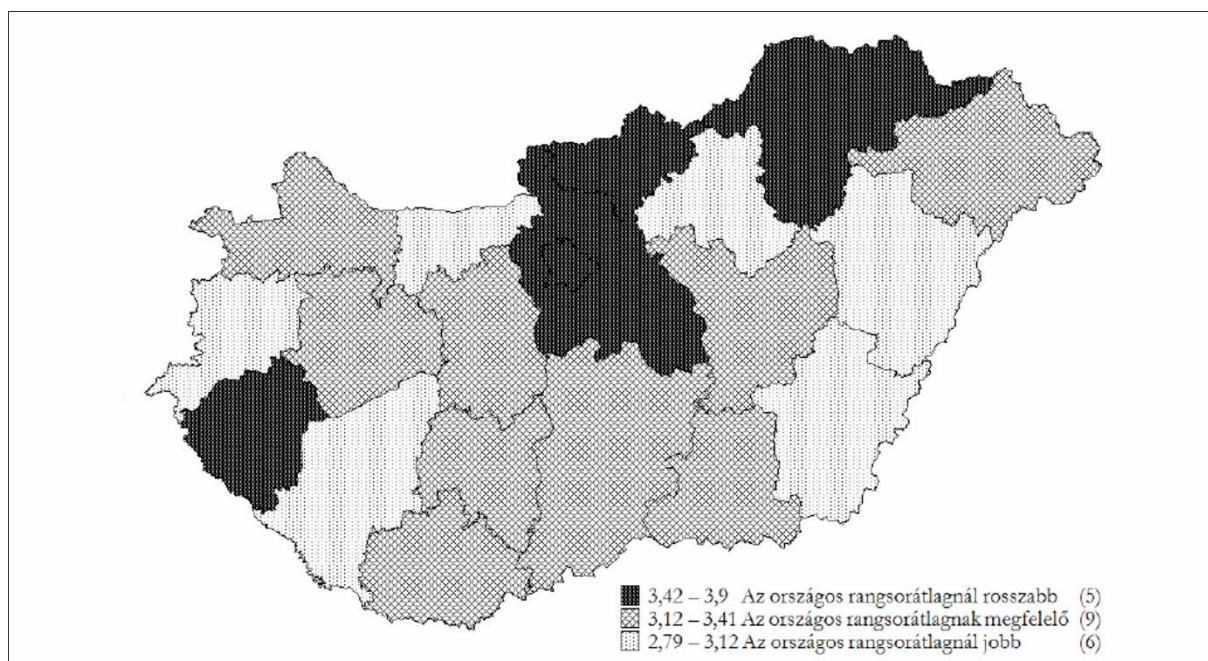 3,42 – 3,9 Az országos rangsorátlagnál rosszabb (5)
3,12 – 3,41 Az országos rangsorátlagnak megfelelő (9)
2,79 – 3,12 Az országos rangsorátlagnál jobb (6)